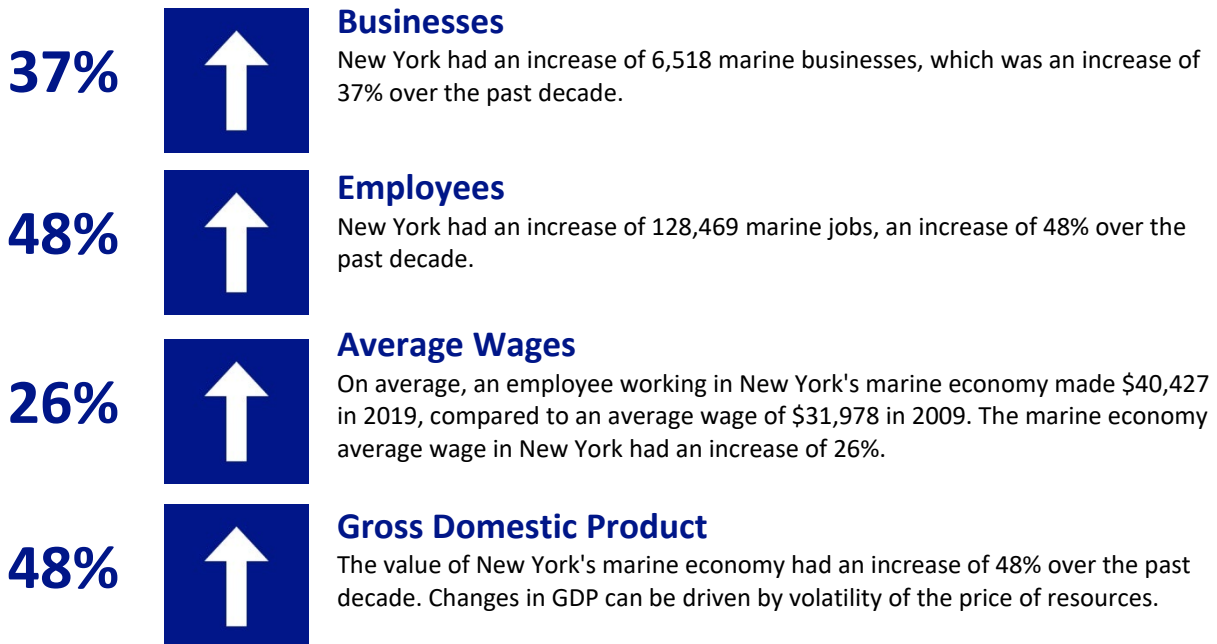 Businesses
37%
New York had an increase of 6,518 marine businesses, which was an increase of
37% over the past decade.
Employees
48%
New York had an increase of 128,469 marine jobs, an increase of 48% over the
past decade.
Average Wages
26%
On average, an employee working in New York's marine economy made $40,427
in 2019, compared to an average wage of $31,978 in 2009. The marine economy
average wage in New York had an increase of 26%.
Gross Domestic Product
48%
The value of New York's marine economy had an increase of 48% over the past
decade. Changes in GDP can be driven by volatility of the price of resources.